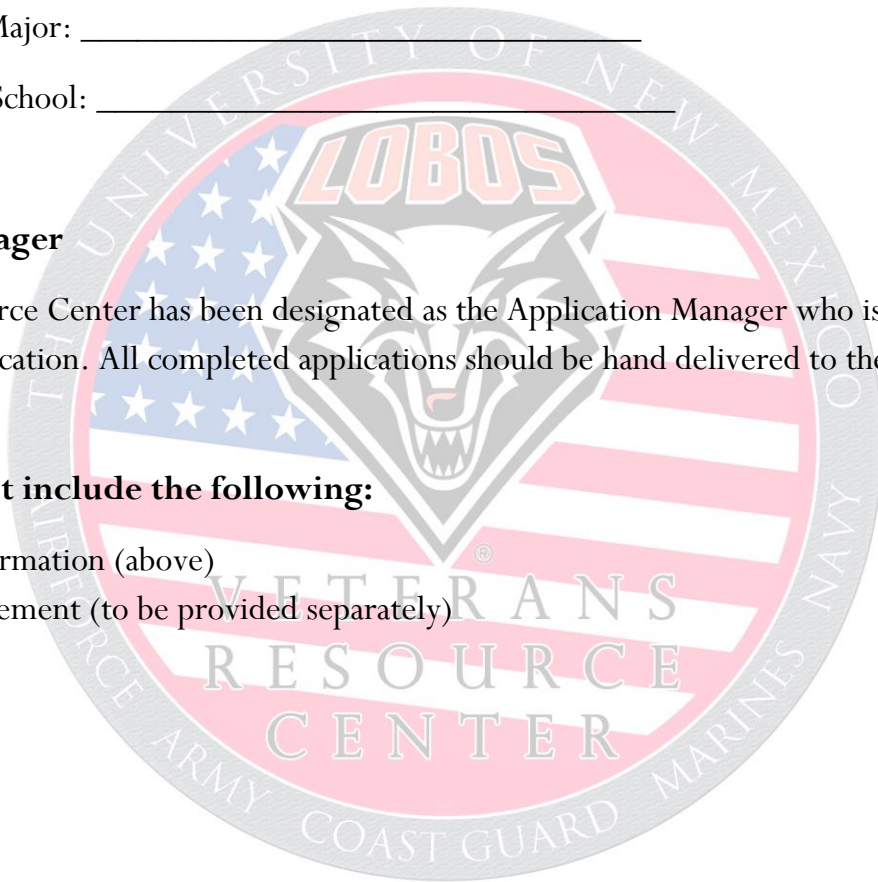 Major: ________________________________
School: _________________________________
ager
rce Center has been designated as the Application Manager who is
cation. All completed applications should be hand delivered to the
t include the following:
rmation (above)
ement (to be provided separately)
THE UNIVERSITY OF NEW MEXICO
LOBOS
®
VETERANS
RESOURCE
CENTER
AIR FORCE ARMY COAST GUARD MARINES NAVY